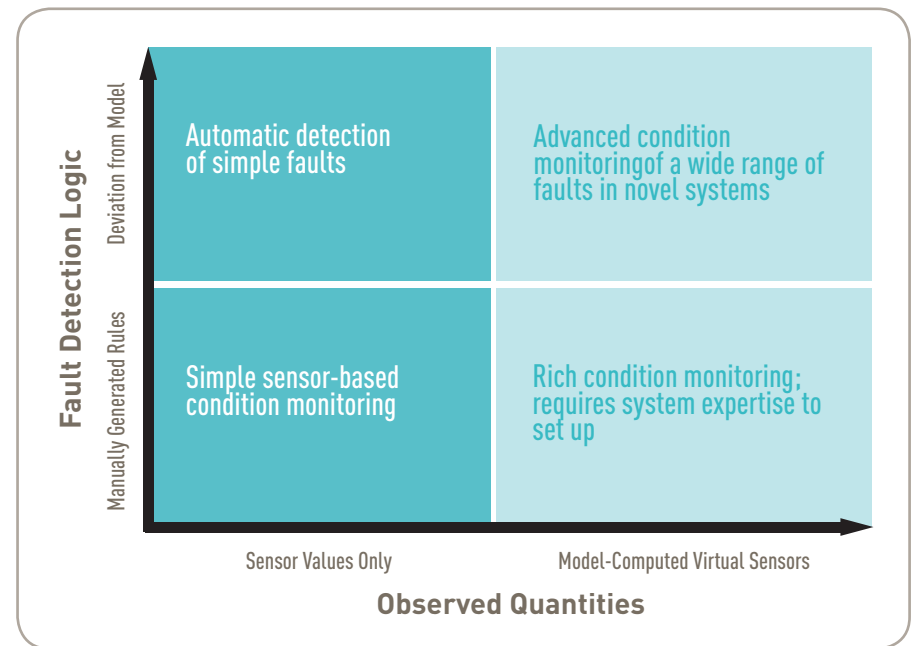 Fault Detection Logic
Deviation from Model
Manually Generated Rules
Automatic detection
of simple faults
Advanced condition
monitoringof a wide range of
faults in novel systems
Simple sensor-based
condition monitoring
Rich condition monitoring;
requires system expertise to
set up
Sensor Values Only
Model-Computed Virtual Sensors
Observed Quantities